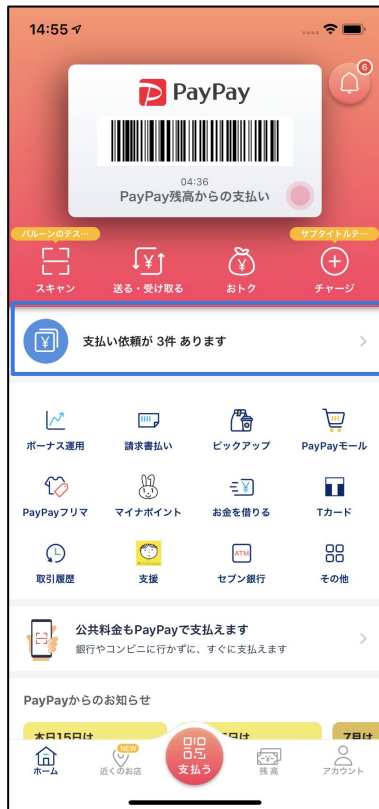 14:55
6
PayPay
04:36
PayPay残高からの支払い
バルーンのテス…
サブタイトルテ…
スキャン
送る・受け取る
おトク
チャージ
支払い依頼が 3件 あります
ボーナス運用
請求書払い
ピックアップ
PayPayモール
PayPayフリマ
マイナポイント
お金を借りる
Tカード
ATM
取引履歴
支援
セブン銀行
その他
公共料金もPayPayで支払えます
銀行やコンビニに行かずに、すぐに支払えます
PayPayからのお知らせ
本日15日は
7月は
NEW
ホーム
近くのお店
支払う
残高
アカウント